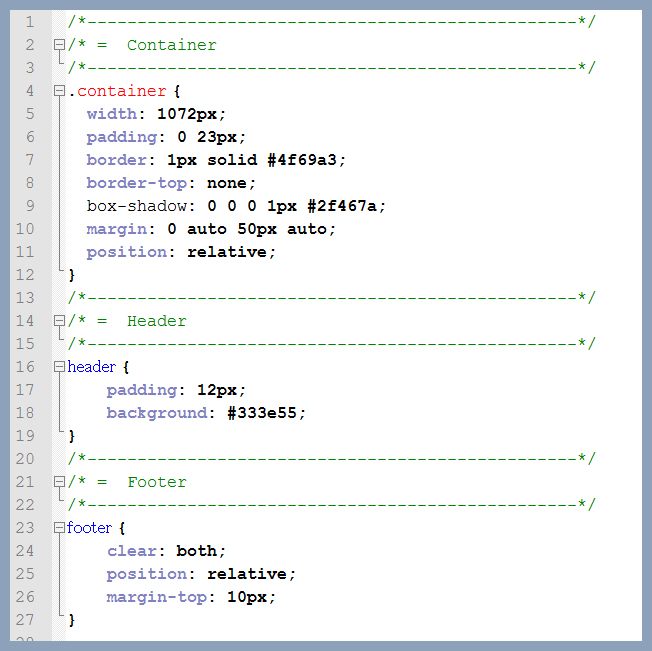 1 /*-------------------------------------------------*/
2 /* =  Container
3 /*-------------------------------------------------*/
4 .container {
5   width: 1072px;
6   padding: 0 23px;
7   border: 1px solid #4f69a3;
8   border-top: none;
9   box-shadow: 0 0 0 1px #2f467a;
10   margin: 0 auto 50px auto;
11   position: relative;
12 }
13 /*-------------------------------------------------*/
14 /* =  Header
15 /*-------------------------------------------------*/
16 header {
17     padding: 12px;
18     background: #333e55;
19 }
20 /*-------------------------------------------------*/
21 /* =  Footer
22 /*-------------------------------------------------*/
23 footer {
24     clear: both;
25     position: relative;
26     margin-top: 10px;
27 }